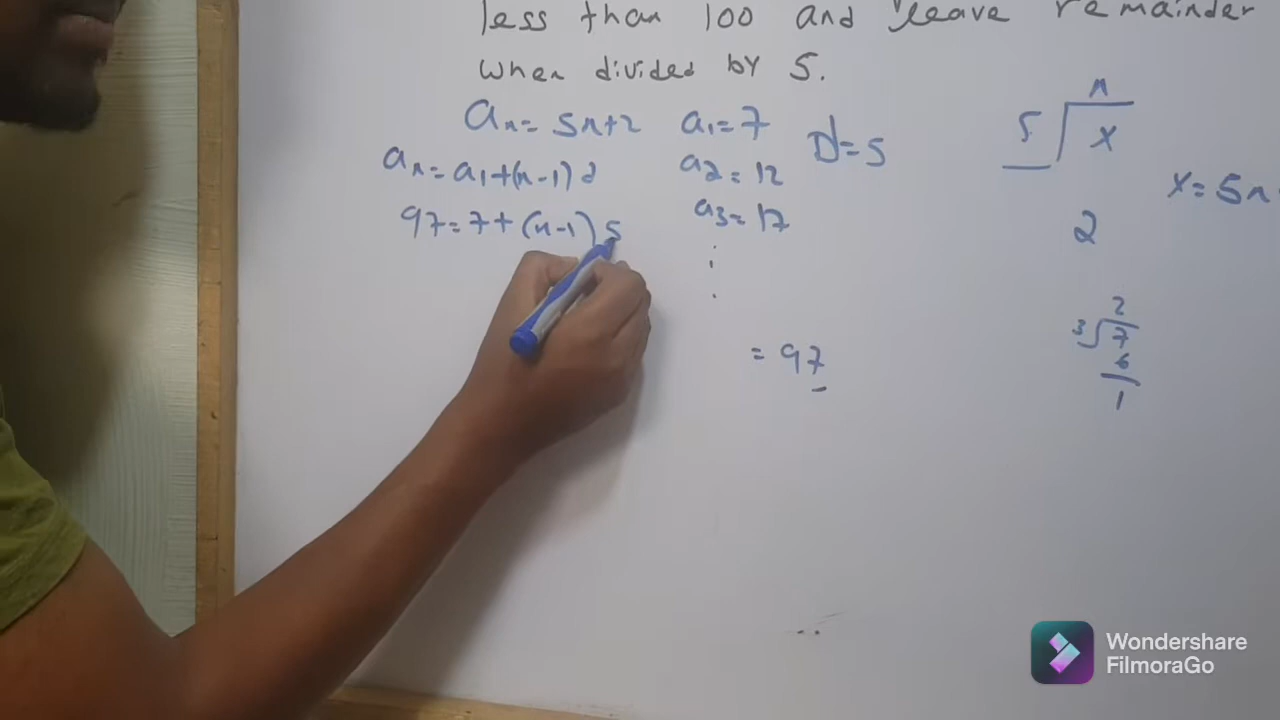 less than 100 and leave remainder
when divided by 5.
aₙ = 5n+2
aₙ = a₁+(n-1)d
97 = 7+(n-1)5
a₁ = 7
a₂ = 12
a₃ = 17
:
= 97
D = 5
n
5 x
2
x = 5n
2
3 7
6
1
Wondershare
FilmoraGo